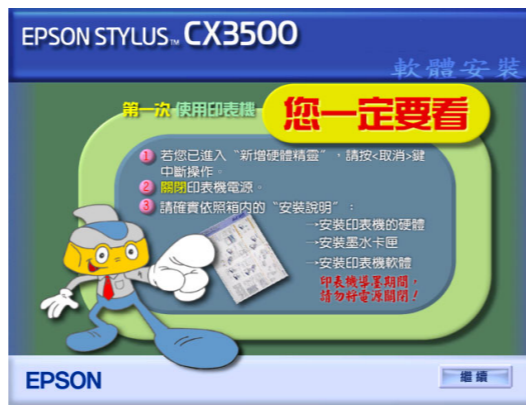 EPSON STYLUS™ CX3500
軟體安裝
第一次使用印表機
您一定要看
1 若您已進入“新增硬體精靈”，請按<取消>鍵
中斷操作。
2 關閉印表機電源。
3 請確實依照箱內的“安裝說明”：
→安裝印表機的硬體
→安裝墨水卡匣
→安裝印表機軟體
印表機導墨期間，
請勿將電源關閉！
EPSON
繼續